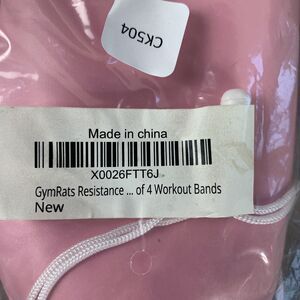 CK504
Made in china
X0026FTT6J
GymRats Resistance ... of 4 Workout Bands
New